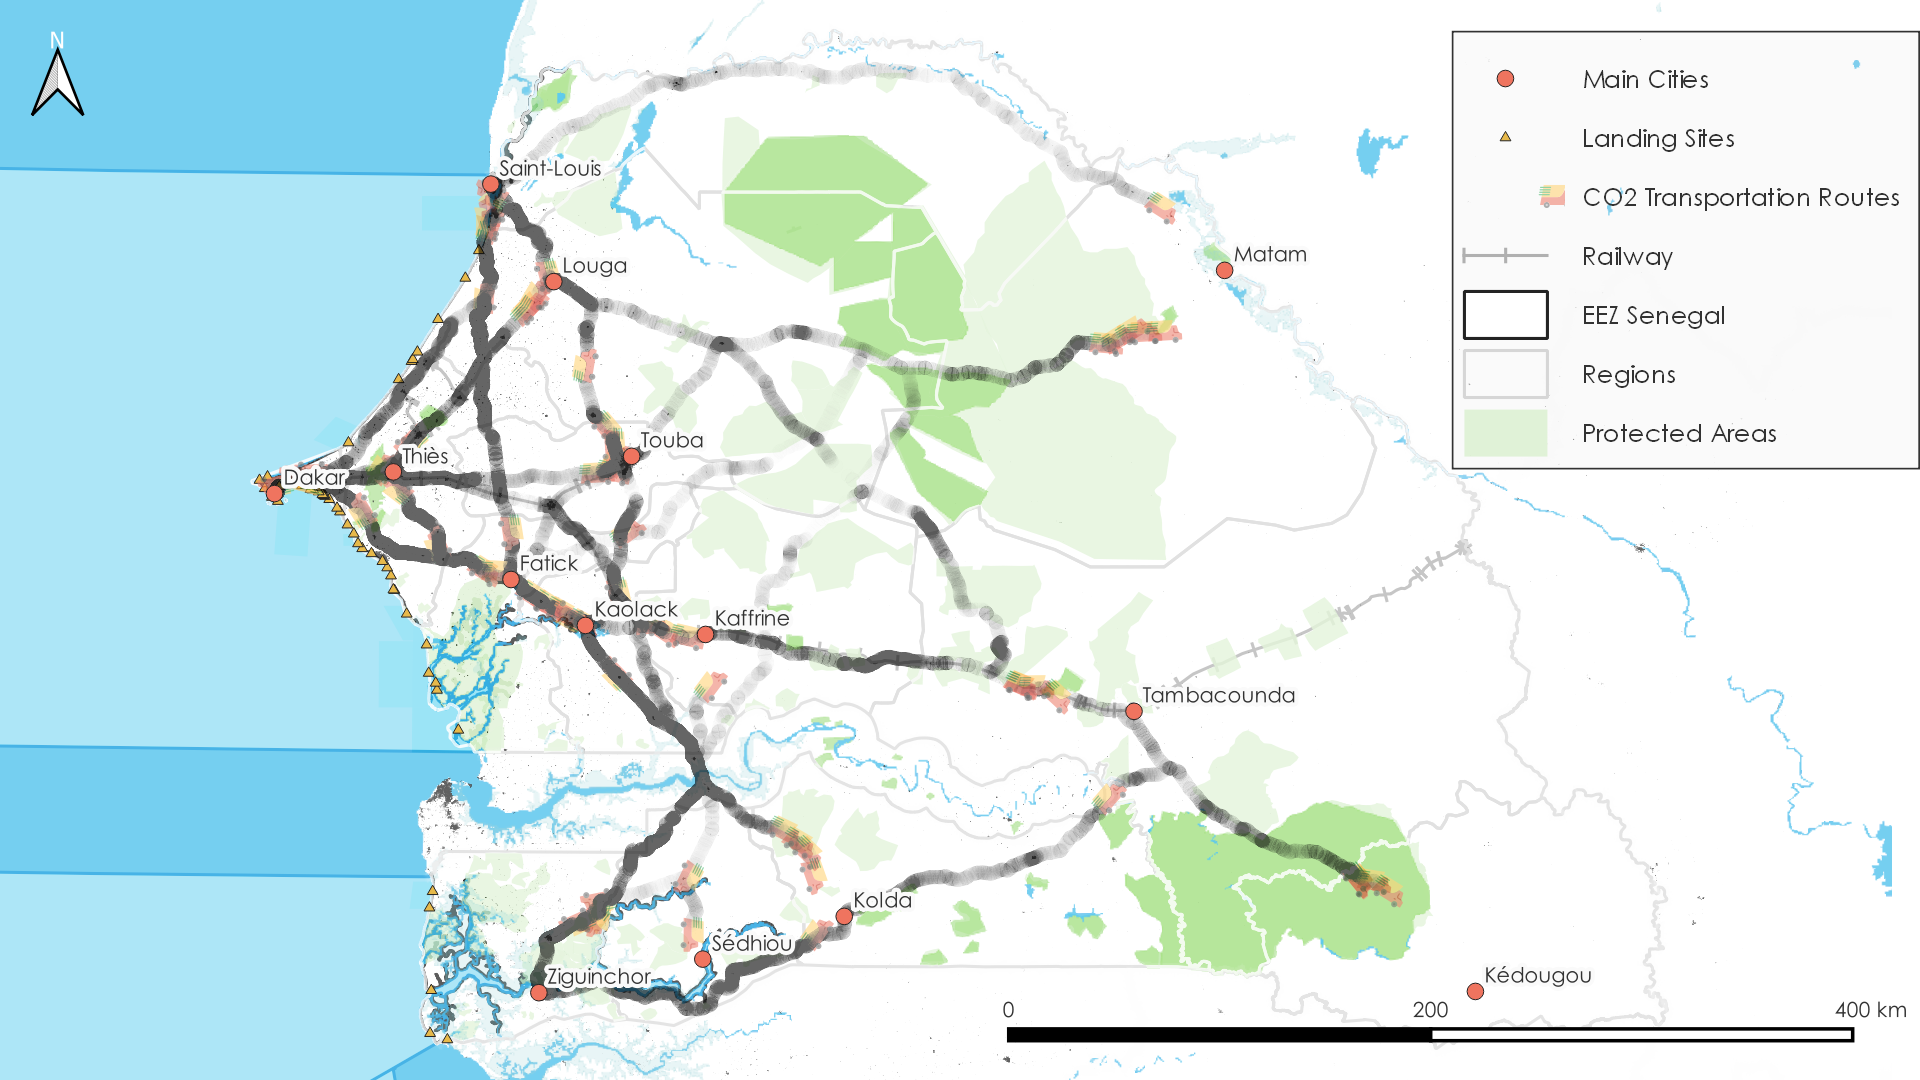 N
Main Cities
Landing Sites
CO2 Transportation Routes
Railway
EEZ Senegal
Regions
Protected Areas
Saint-Louis
Louga
Matam
Touba
Thiès
Dakar
Fatick
Kaolack
Kaffrine
Tambacounda
Kolda
Sédhiou
Ziguinchor
Kédougou
0 200 400 km